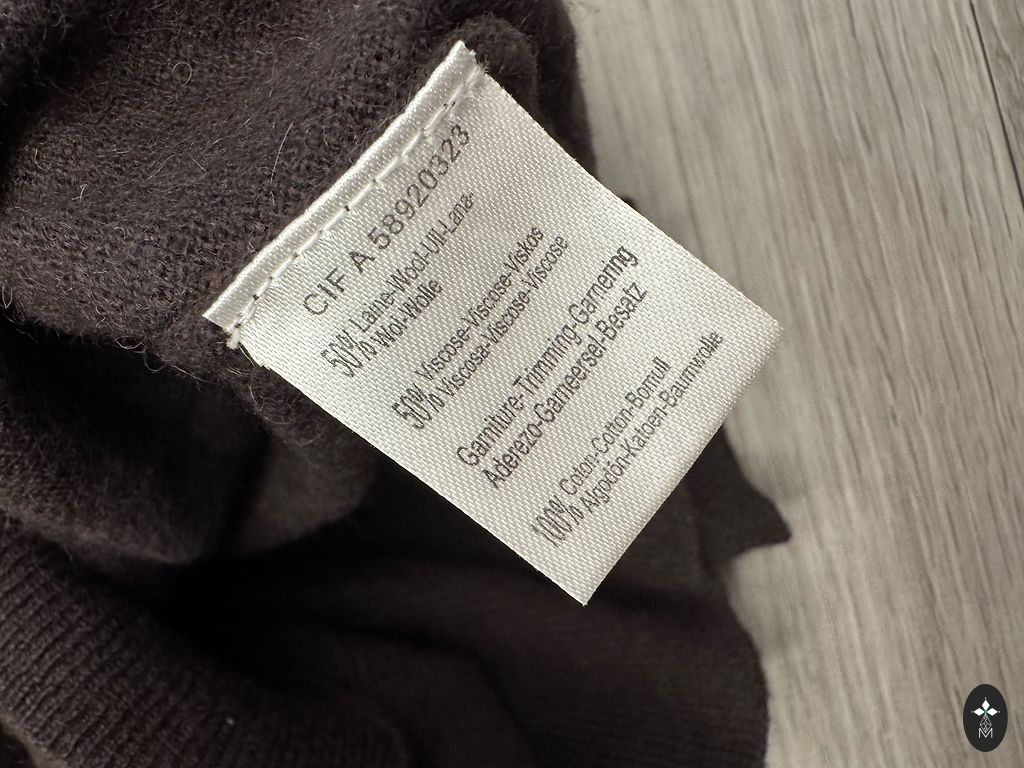 CIF A 58920323
50% Laine-Wool-Ull-Lana-
50% Wol-Wolle
50% Viscose-Viscose-Viskos
50% Viscosa-Viscose-Viscose
Garniture-Trimming-Garnering
Aderezo-Garneersel-Besatz
100% Coton-Cotton-Bomull
100% Algodón-Katoen-Baumwolle
M